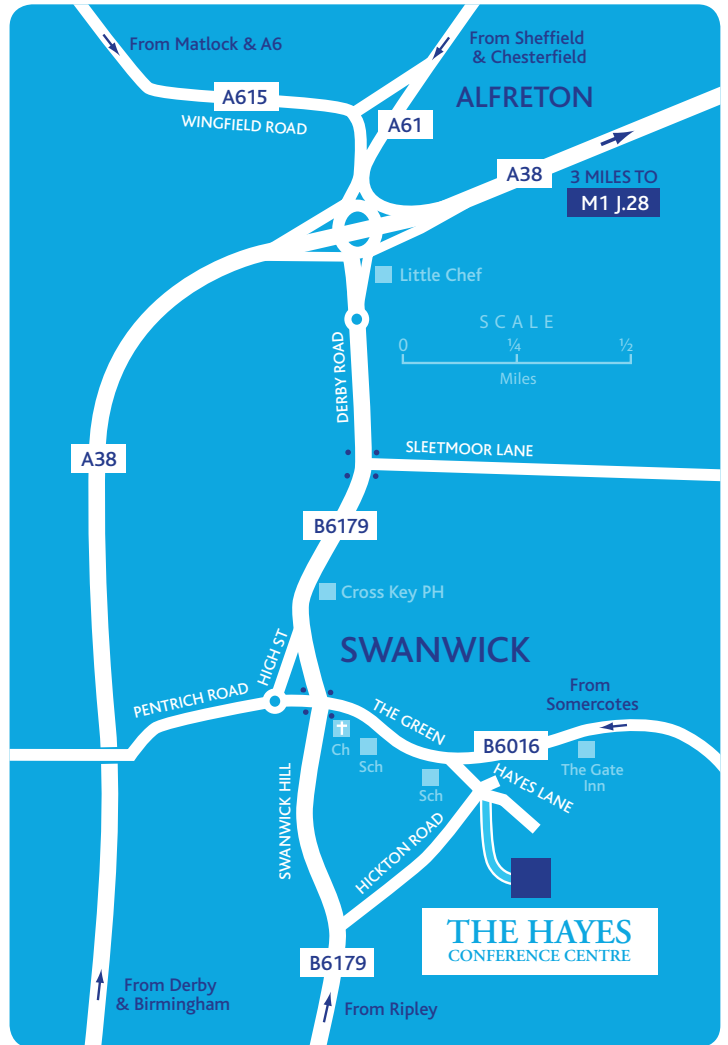 From Matlock & A6
From Sheffield
& Chesterfield
A615
ALFRETON
WINGFIELD ROAD
A61
A38
3 MILES TO
M1 J.28
Little Chef
SCALE
0 ¼ ½
Miles
DERBY ROAD
SLEETMOOR LANE
A38
B6179
Cross Key PH
SWANWICK
HIGH ST
PENTRICH ROAD
From
Somercotes
THE GREEN
B6016
Ch
Sch
Sch
The Gate
Inn
HAYES LANE
SWANWICK HILL
HICKTON ROAD
THE HAYES
CONFERENCE CENTRE
B6179
From Derby
& Birmingham
From Ripley